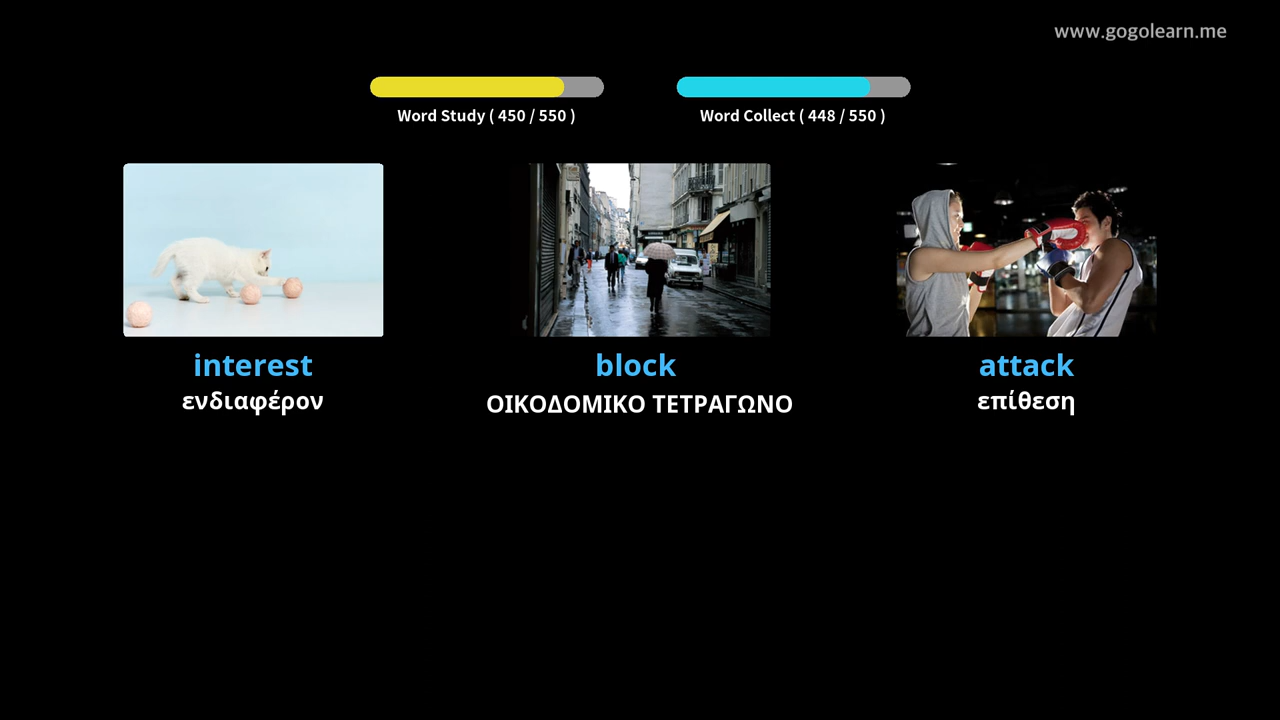 www.gogolearn.me
Word Study ( 450 / 550 )
Word Collect ( 448 / 550 )
interest
block
attack
ενδιαφέρον
ΟΙΚΟΔΟΜΙΚΟ ΤΕΤΡΑΓΩΝΟ
επίθεση